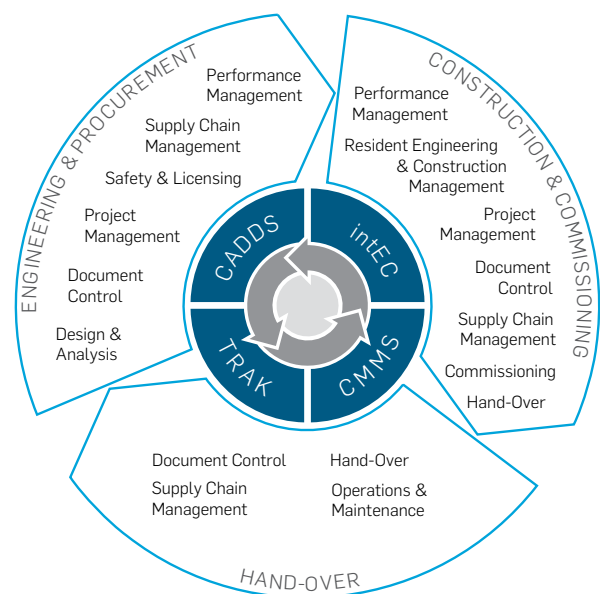 ENGINEERING & PROCUREMENT
Performance
Management
Supply Chain
Management
Safety & Licensing
Project
Management
Document
Control
Design &
Analysis
CONSTRUCTION & COMMISSIONING
Performance
Management
Resident Engineering
& Construction
Management
Project
Management
Document
Control
Supply Chain
Management
Commissioning
Hand-Over
CADDS
intEC
TRAK
CMMS
Document Control
Supply Chain
Management
Hand-Over
Operations &
Maintenance
HAND-OVER